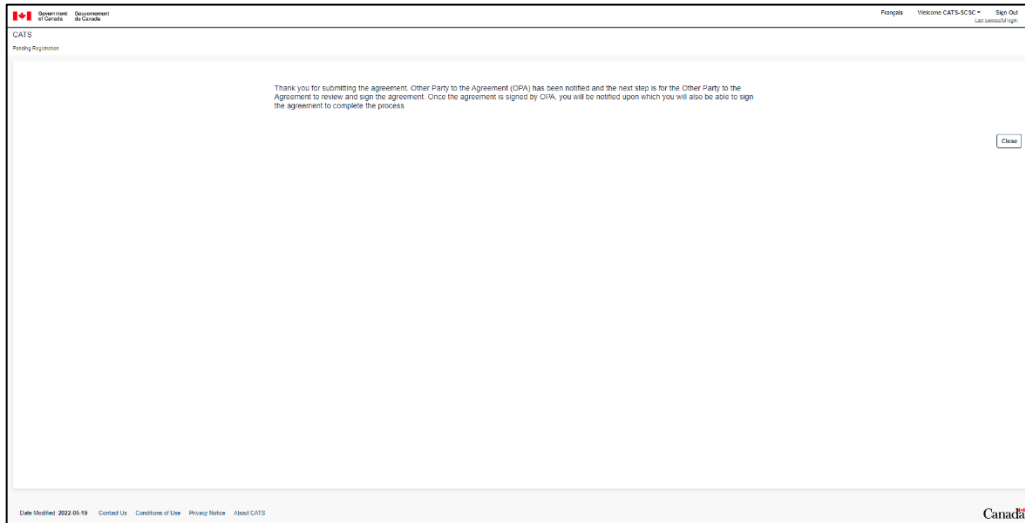 Government of Canada Gouvernement du Canada
Français Welcome CATS-SCSC Sign Out
Last successful login:
CATS
Pending Registration
Thank you for submitting the agreement. Other Party to the Agreement (OPA) has been notified and the next step is for the Other Party to the
Agreement to review and sign the agreement. Once the agreement is signed by OPA, you will be notified upon which you will also be able to sign
the agreement to complete the process
Close
Date Modified 2022-05-19 Contact Us Conditions of Use Privacy Notice About CATS
Canada